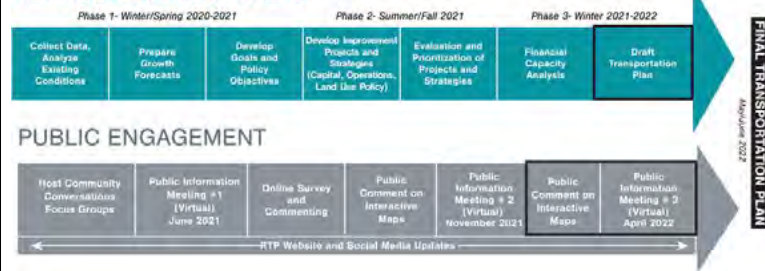 Phase 1- Winter/Spring 2020-2021
Phase 2- Summer/Fall 2021
Phase 3- Winter 2021-2022
Collect Data,
Analyze
Existing
Conditions
Prepare
Growth
Forecasts
Develop
Goals and
Policy
Objectives
Develop Improvement
Projects and
Strategies
(Capital, Operations,
Land Use Policy)
Evaluation and
Prioritization of
Projects and
Strategies
Financial
Capacity
Analysis
Draft
Transportation
Plan
FINAL TRANSPORTATION PLAN
May/June 2022
PUBLIC ENGAGEMENT
Host Community
Conversations
Focus Groups
Public Information
Meeting #1
(Virtual)
June 2021
Online Survey
and
Commenting
Public
Comment on
Interactive
Maps
Public
Information
Meeting # 2
(Virtual)
November 2021
Public
Comment on
Interactive
Maps
Public
Information
Meeting # 3
(Virtual)
April 2022
RTP Website and Social Media Updates